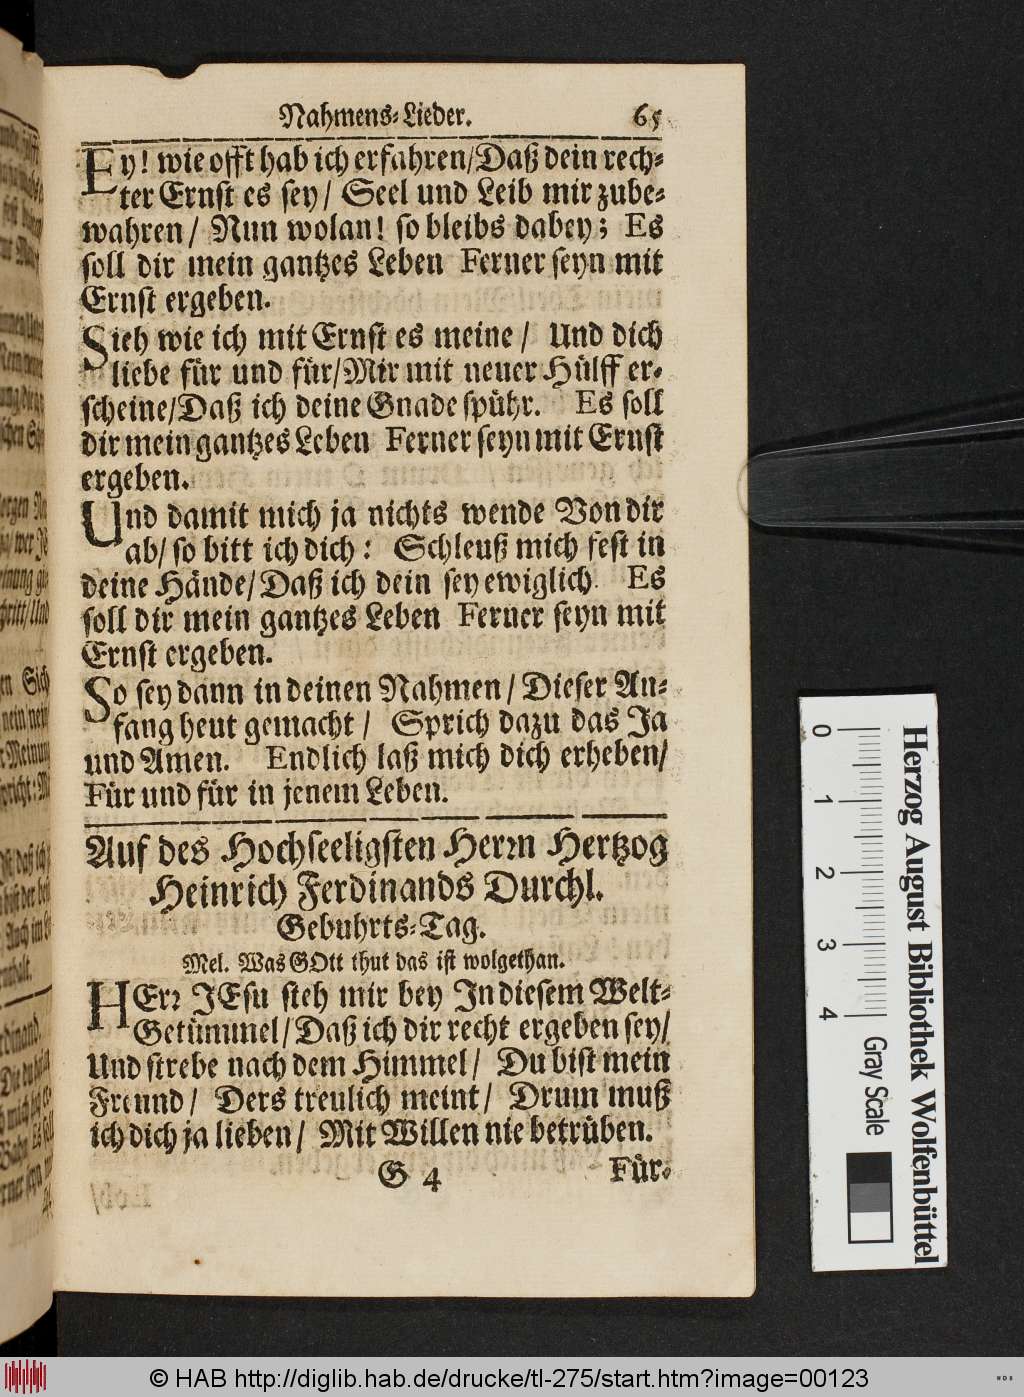 Nahmens-Lieder. 65
Ey! wie offt hab ich erfahren/Daß dein rech-
ter Ernst es sey/ Seel und Leib mir zube-
wahren/ Nun wolan! so bleibs dabey; Es
soll dir mein gantzes Leben Ferner seyn mit
Ernst ergeben.
Sieh wie ich mit Ernst es meine/ Und dich
liebe für und für/Mir mit neuer Hülff er-
scheine/Daß ich deine Gnade spühr. Es soll
dir mein gantzes Leben Ferner seyn mit Ernst
ergeben.
Und damit mich ja nichts wende Von dir
ab/ so bitt ich dich: Schleuß mich fest in
deine Hände/Daß ich dein sey ewiglich. Es
soll dir mein gantzes Leben Ferner seyn mit
Ernst ergeben.
So sey dann in deinen Nahmen/ Dieser An-
fang heut gemacht/ Sprich dazu das Ja
und Amen. Endlich laß mich dich erheben/
Für und für in jenem Leben.
Auf des Hochseeligsten Herrn Hertzog
Heinrich Ferdinands Durchl.
Gebuhrts-Tag.
Mel. Was GOtt thut das ist wolgethan.
HErr JEsu steh mir bey In diesem Welt-
Getümmel/Daß ich dir recht ergeben sey/
Und strebe nach dem Himmel/ Du bist mein
Freund/ Ders treulich meint/ Drum muß
ich dich ja lieben/ Mit Willen nie betrüben.
G 4 Für-
0 1 2 3 4
Gray Scale
Herzog August Bibliothek Wolfenbüttel
© HAB http://diglib.hab.de/drucke/tl-275/start.htm?image=00123